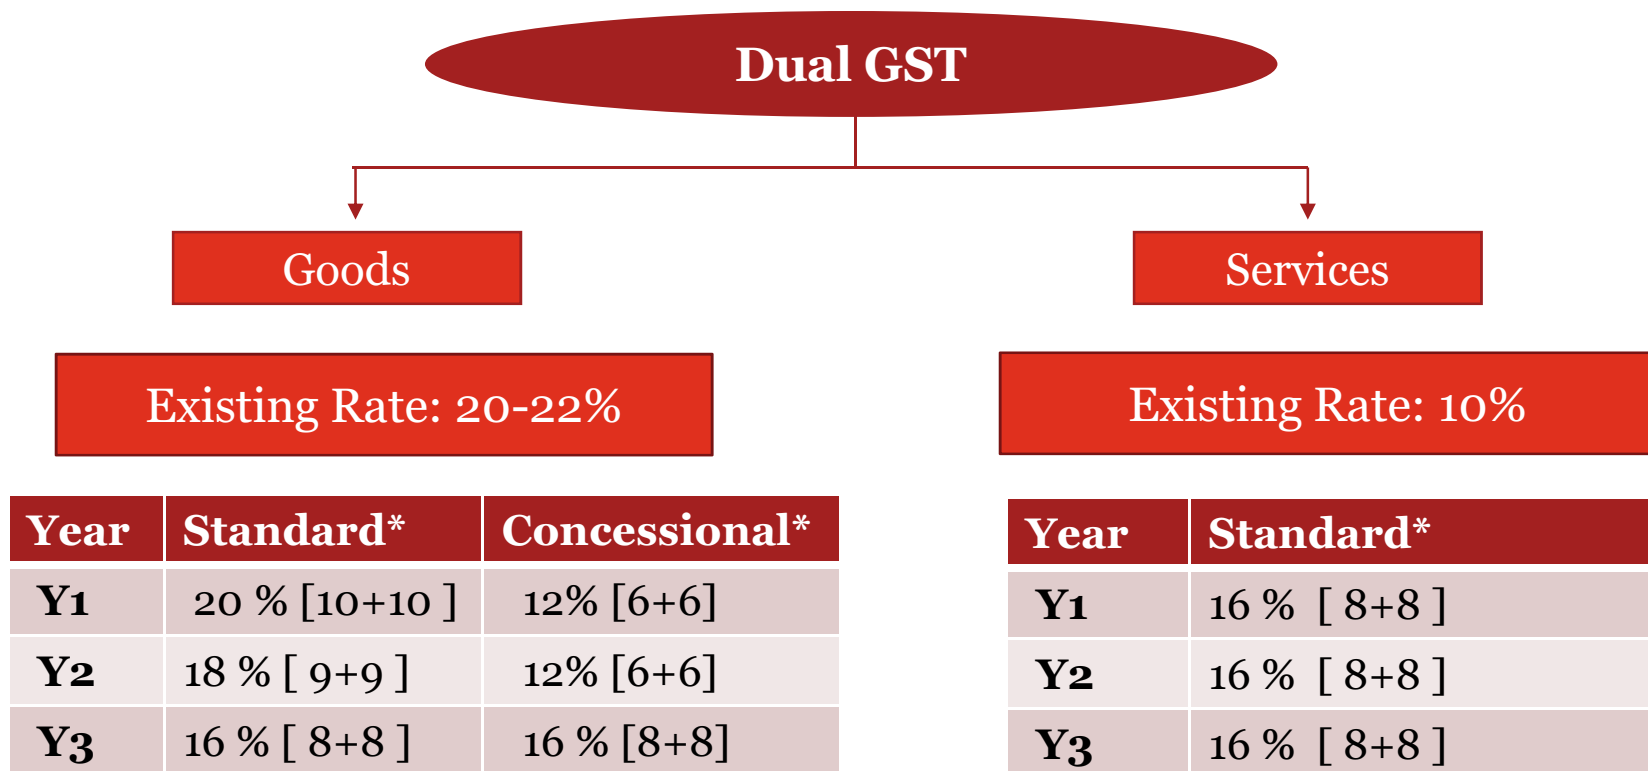 Dual GST
Goods
Services
Existing Rate: 20-22%
Existing Rate: 10%
Year Standard* Concessional*
Y1 20 % [10+10 ] 12% [6+6]
Y2 18 % [ 9+9 ] 12% [6+6]
Y3 16 % [ 8+8 ] 16 % [8+8]
Year Standard*
Y1 16 % [ 8+8 ]
Y2 16 % [ 8+8 ]
Y3 16 % [ 8+8 ]